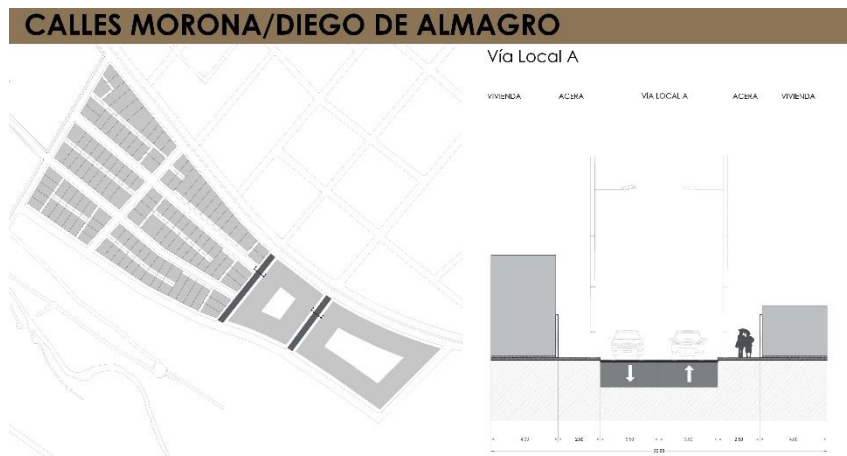 CALLES MORONA/DIEGO DE ALMAGRO
Vía Local A
VIVIENDA ACERA VÍA LOCAL A ACERA VIVIENDA